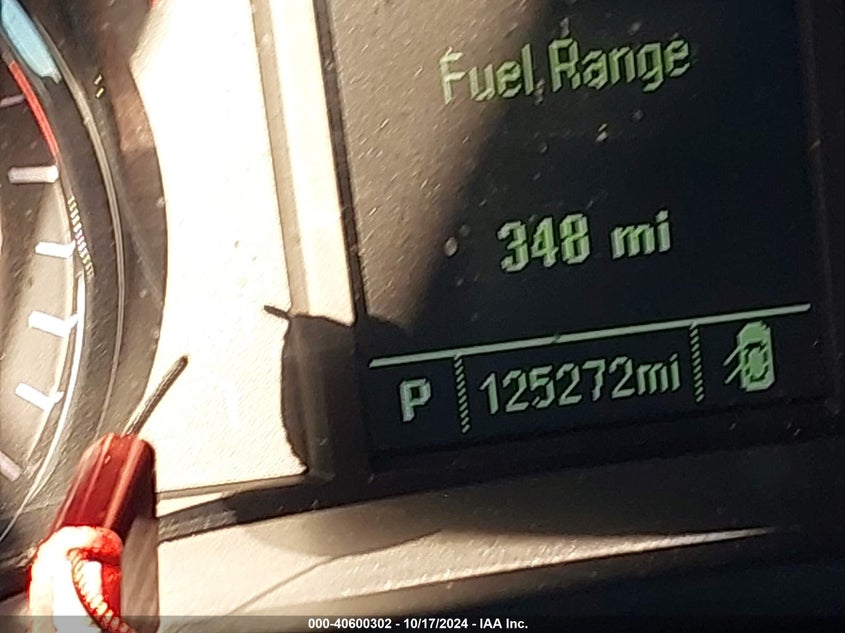 Fuel Range
348 mi
P 125272mi
000-40600302 - 10/17/2024 - IAA Inc.